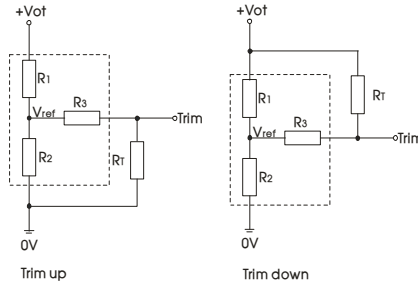 +Vot
R1
Vref
R3
Trim
R2
RT
0V
Trim up
+Vot
R1
RT
Vref
R3
Trim
R2
0V
Trim down